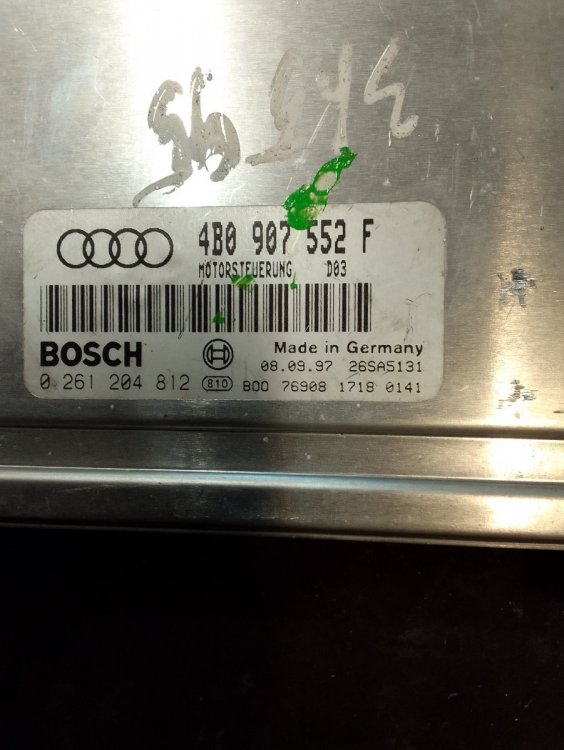 4B0 907 552 F
MOTORSTEUERUNG D03
BOSCH
Made in Germany
08.09.97 26SA5131
0 261 204 812 810 B00 76908 1718 0141